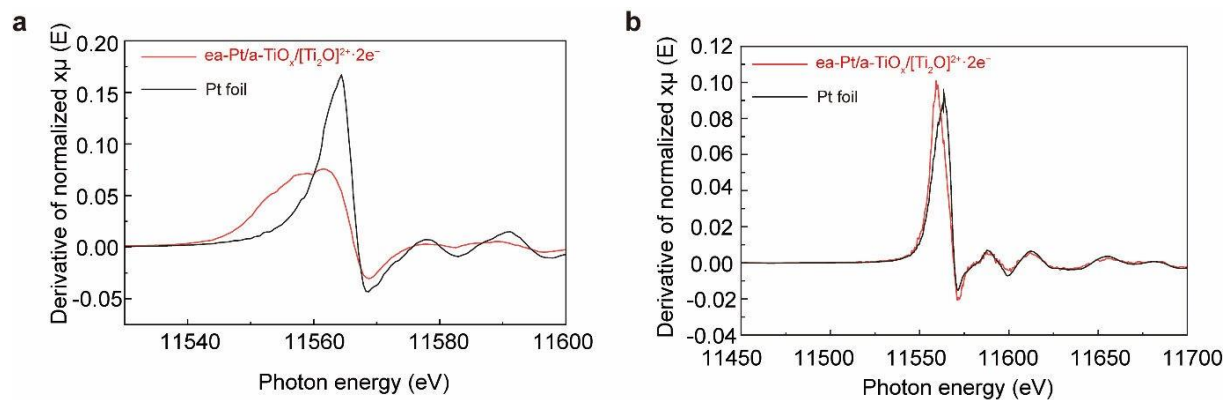 a
0.20
0.15
0.10
0.05
0.00
-0.05
Derivative of normalized xμ (E)
ea-Pt/a-TiOₓ/[Ti₂O]²⁺·2e⁻
Pt foil
11540
11560
11580
11600
Photon energy (eV)
b
0.12
0.10
0.08
0.06
0.04
0.02
0.00
-0.02
-0.04
Derivative of normalized xμ (E)
ea-Pt/a-TiOₓ/[Ti₂O]²⁺·2e⁻
Pt foil
11450
11500
11550
11600
11650
11700
Photon energy (eV)